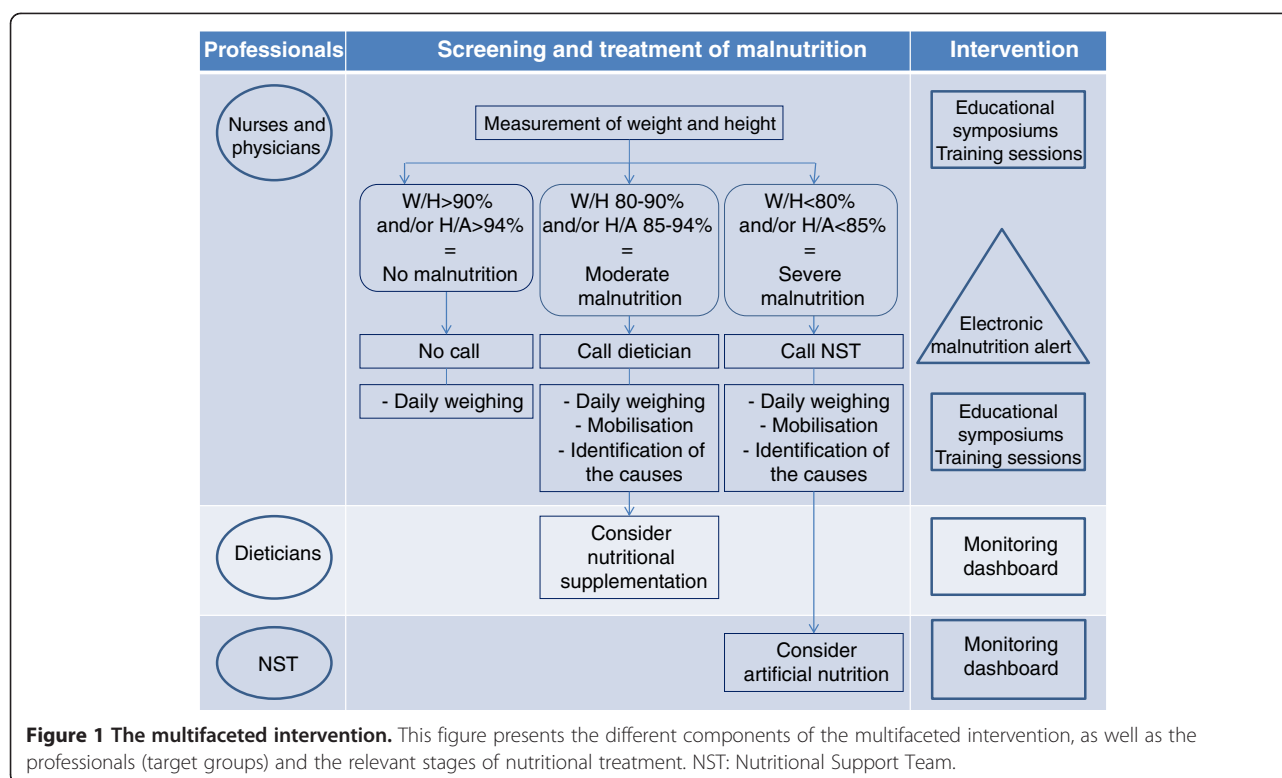 Professionals
Screening and treatment of malnutrition
Intervention
Nurses and
physicians
Measurement of weight and height
Educational
symposiums
Training sessions
W/H>90%
and/or H/A>94%
=
No malnutrition
W/H 80-90%
and/or H/A 85-94%
=
Moderate
malnutrition
W/H<80%
and/or H/A<85%
=
Severe
malnutrition
Electronic
malnutrition alert
No call
Call dietician
Call NST
- Daily weighing
- Daily weighing
- Mobilisation
- Identification of
the causes
- Daily weighing
- Mobilisation
- Identification of
the causes
Educational
symposiums
Training sessions
Dieticians
Consider
nutritional
supplementation
Monitoring
dashboard
NST
Consider
artificial nutrition
Monitoring
dashboard
Figure 1 The multifaceted intervention. This figure presents the different components of the multifaceted intervention, as well as the
professionals (target groups) and the relevant stages of nutritional treatment. NST: Nutritional Support Team.